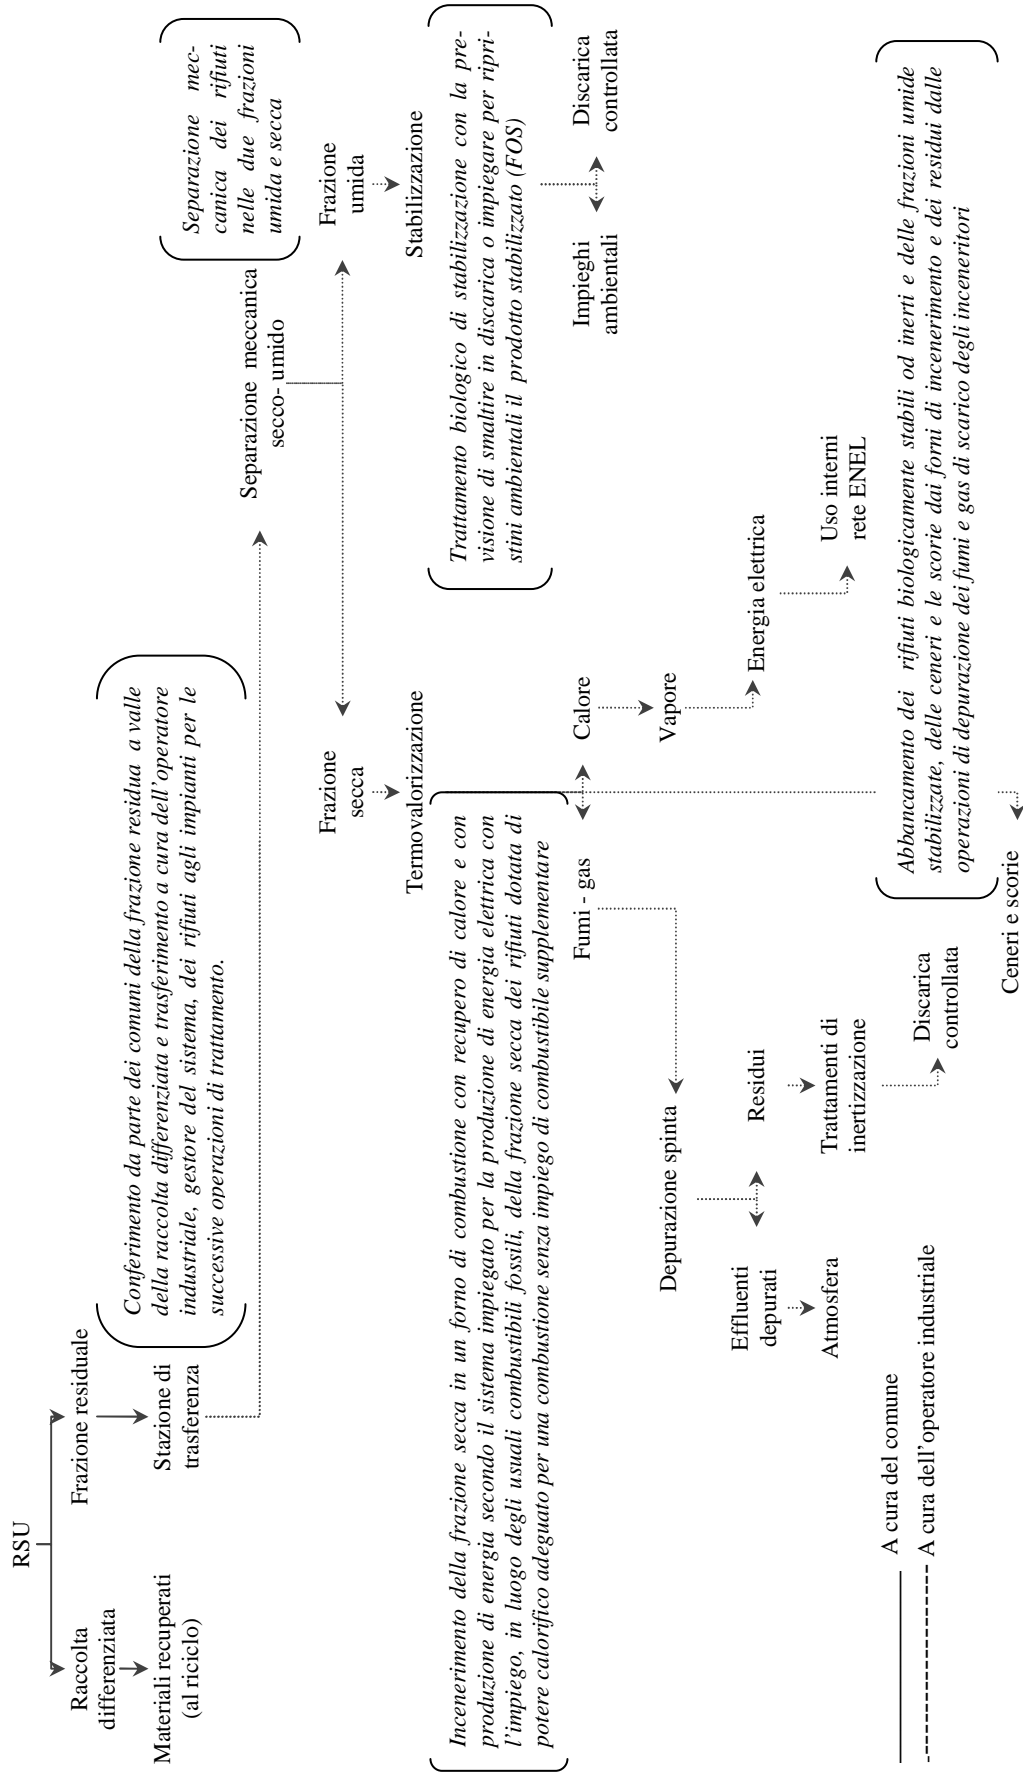 RSU
Raccolta
differenziata
Materiali recuperati
(al riciclo)
Frazione residuale
Stazione di
trasferenza
Conferimento da parte dei comuni della frazione residua a valle
della raccolta differenziata e trasferimento a cura dell'operatore
industriale, gestore del sistema, dei rifiuti agli impianti per le
successive operazioni di trattamento.
Separazione meccanica
secco- umido
Separazione mec-
canica dei rifiuti
nelle due frazioni
umida e secca
Frazione
secca
Frazione
umida
Termovalorizzazione
Stabilizzazione
Incenerimento della frazione secca in un forno di combustione con recupero di calore e con
produzione di energia secondo il sistema impiegato per la produzione di energia elettrica con
l'impiego, in luogo degli usuali combustibili fossili, della frazione secca dei rifiuti dotata di
potere calorifico adeguato per una combustione senza impiego di combustibile supplementare
Trattamento biologico di stabilizzazione con la pre-
visione di smaltire in discarica o impiegare per ripri-
stini ambientali il prodotto stabilizzato (FOS)
Fumi - gas
Calore
Impieghi
ambientali
Discarica
controllata
Depurazione spinta
Vapore
Effluenti
depurati
Residui
Energia elettrica
Atmosfera
Trattamenti di
inertizzazione
Uso interni
rete ENEL
Discarica
controllata
A cura del comune
A cura dell'operatore industriale
Abbancamento dei rifiuti biologicamente stabili od inerti e delle frazioni umide
stabilizzate, delle ceneri e le scorie dai forni di incenerimento e dei residui dalle
operazioni di depurazione dei fumi e gas di scarico degli inceneritori
Ceneri e scorie